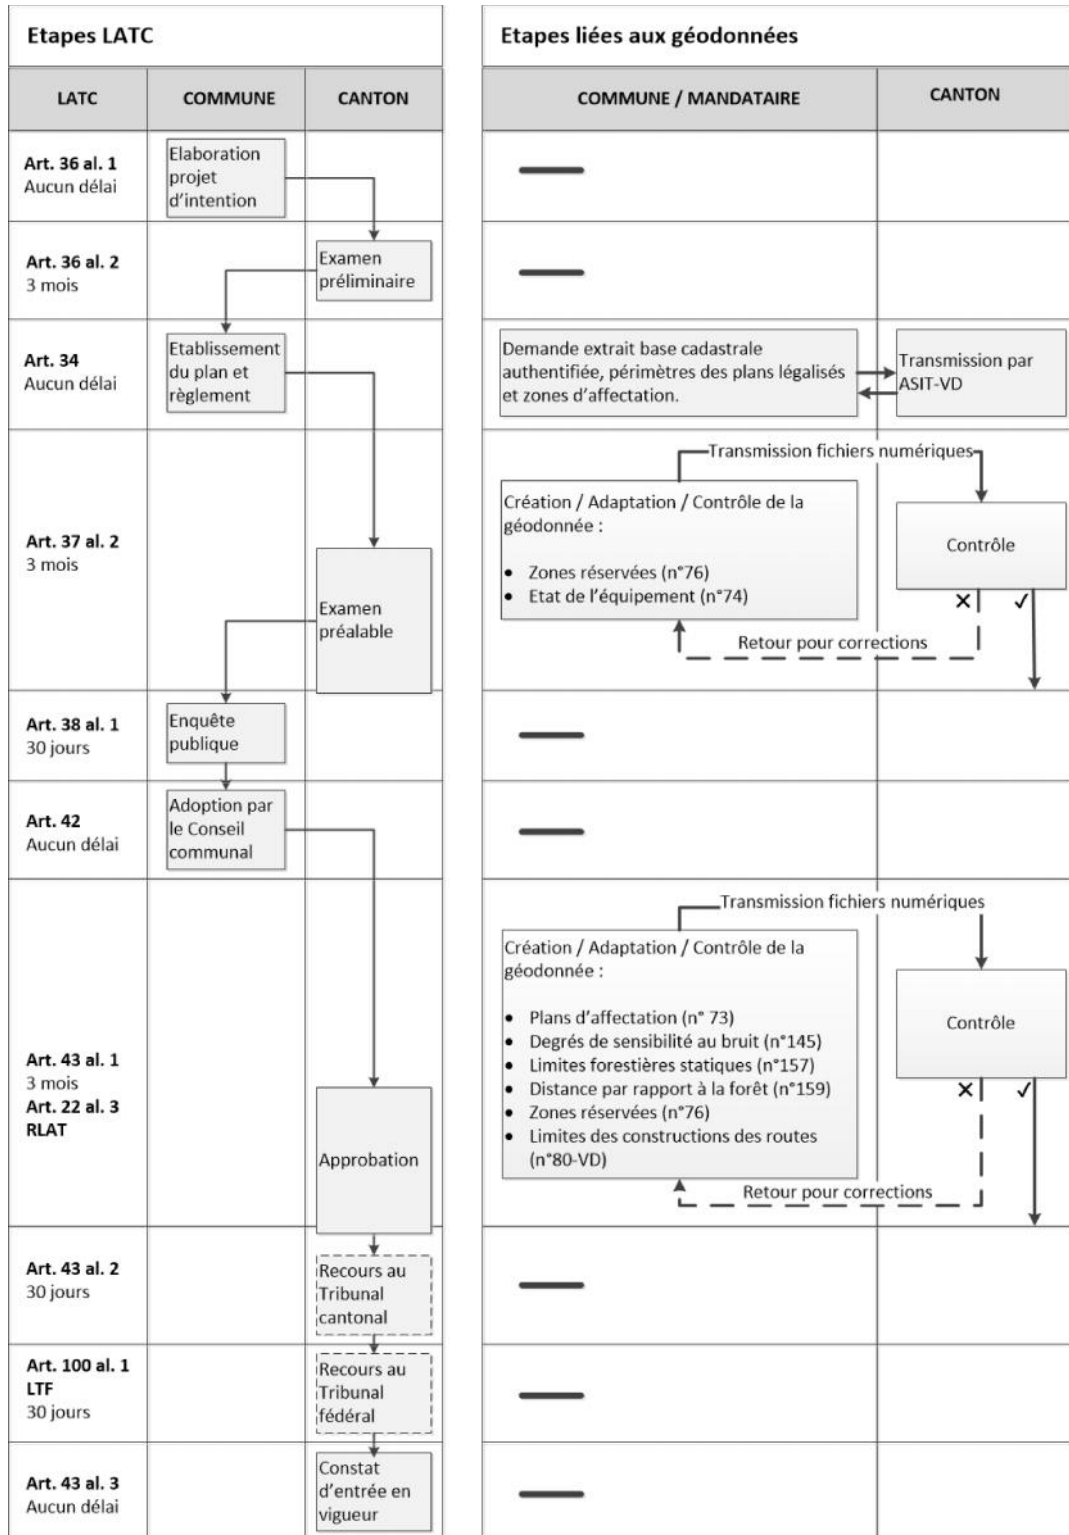 Etapes LATC
Etapes liées aux géodonnées
LATC
COMMUNE
CANTON
COMMUNE / MANDATAIRE
CANTON
Art. 36 al. 1
Aucun délai
Elaboration
projet
d'intention
Art. 36 al. 2
3 mois
Examen
préliminaire
Art. 34
Aucun délai
Etablissement
du plan et
règlement
Demande extrait base cadastrale
authentifiée, périmètres des plans légalisés
et zones d'affectation.
Transmission par
ASIT-VD
Art. 37 al. 2
3 mois
Examen
préalable
Transmission fichiers numériques
Création / Adaptation / Contrôle de la
géodonnée :
• Zones réservées (n°76)
• Etat de l'équipement (n°74)
Contrôle
✕ ✓
Retour pour corrections
Art. 38 al. 1
30 jours
Enquête
publique
Art. 42
Aucun délai
Adoption par
le Conseil
communal
Art. 43 al. 1
3 mois
Art. 22 al. 3
RLAT
Approbation
Transmission fichiers numériques
Création / Adaptation / Contrôle de la
géodonnée :
• Plans d'affectation (n° 73)
• Degrés de sensibilité au bruit (n°145)
• Limites forestières statiques (n°157)
• Distance par rapport à la forêt (n°159)
• Zones réservées (n°76)
• Limites des constructions des routes
(n°80-VD)
Contrôle
✕ ✓
Retour pour corrections
Art. 43 al. 2
30 jours
Recours au
Tribunal
cantonal
Art. 100 al. 1
LTF
30 jours
Recours au
Tribunal
fédéral
Art. 43 al. 3
Aucun délai
Constat
d'entrée en
vigueur